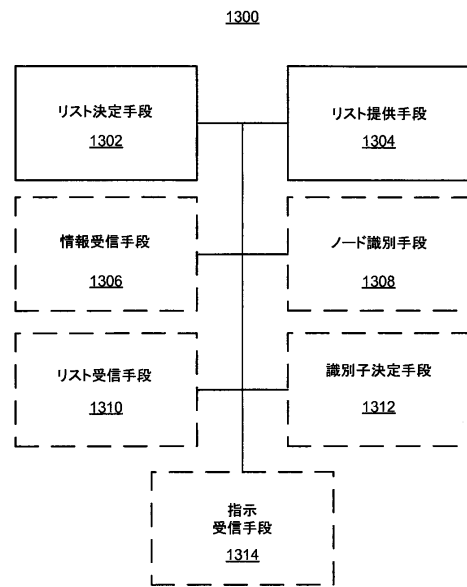 1300
リスト決定手段
1302
リスト提供手段
1304
情報受信手段
1306
ノード識別手段
1308
リスト受信手段
1310
識別子決定手段
1312
指示
受信手段
1314